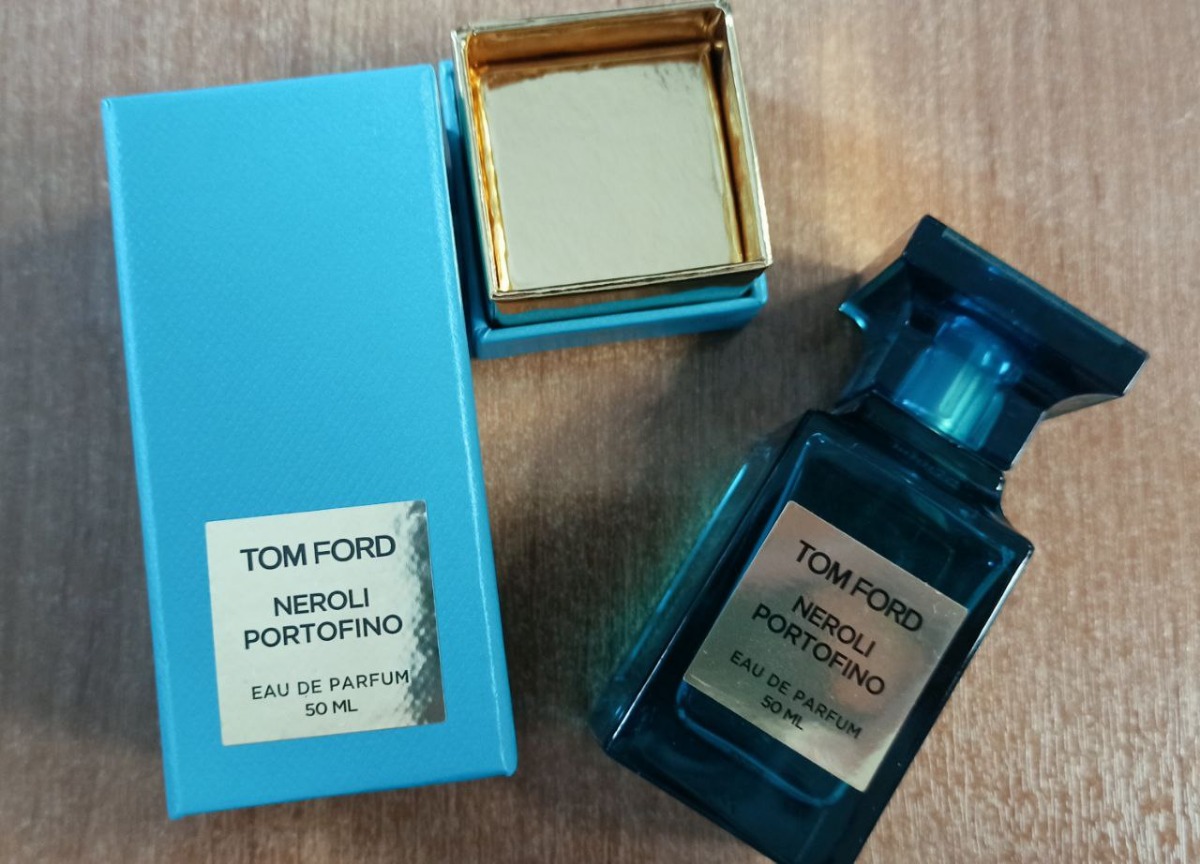 TOM FORD
NEROLI
PORTOFINO
EAU DE PARFUM
50 ML
TOM FORD
NEROLI
PORTOFINO
EAU DE PARFUM
50 ML